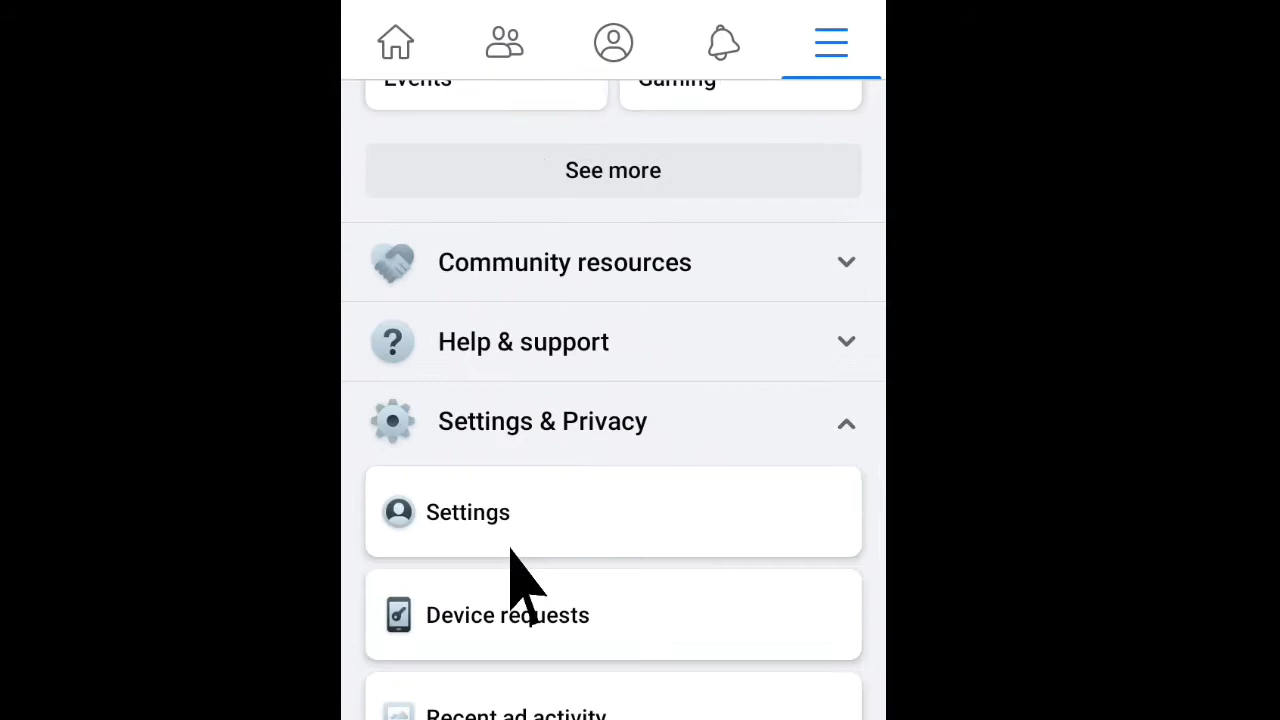 Events
Gaming
See more
Community resources
Help & support
Settings & Privacy
Settings
Device requests
Recent ad activity